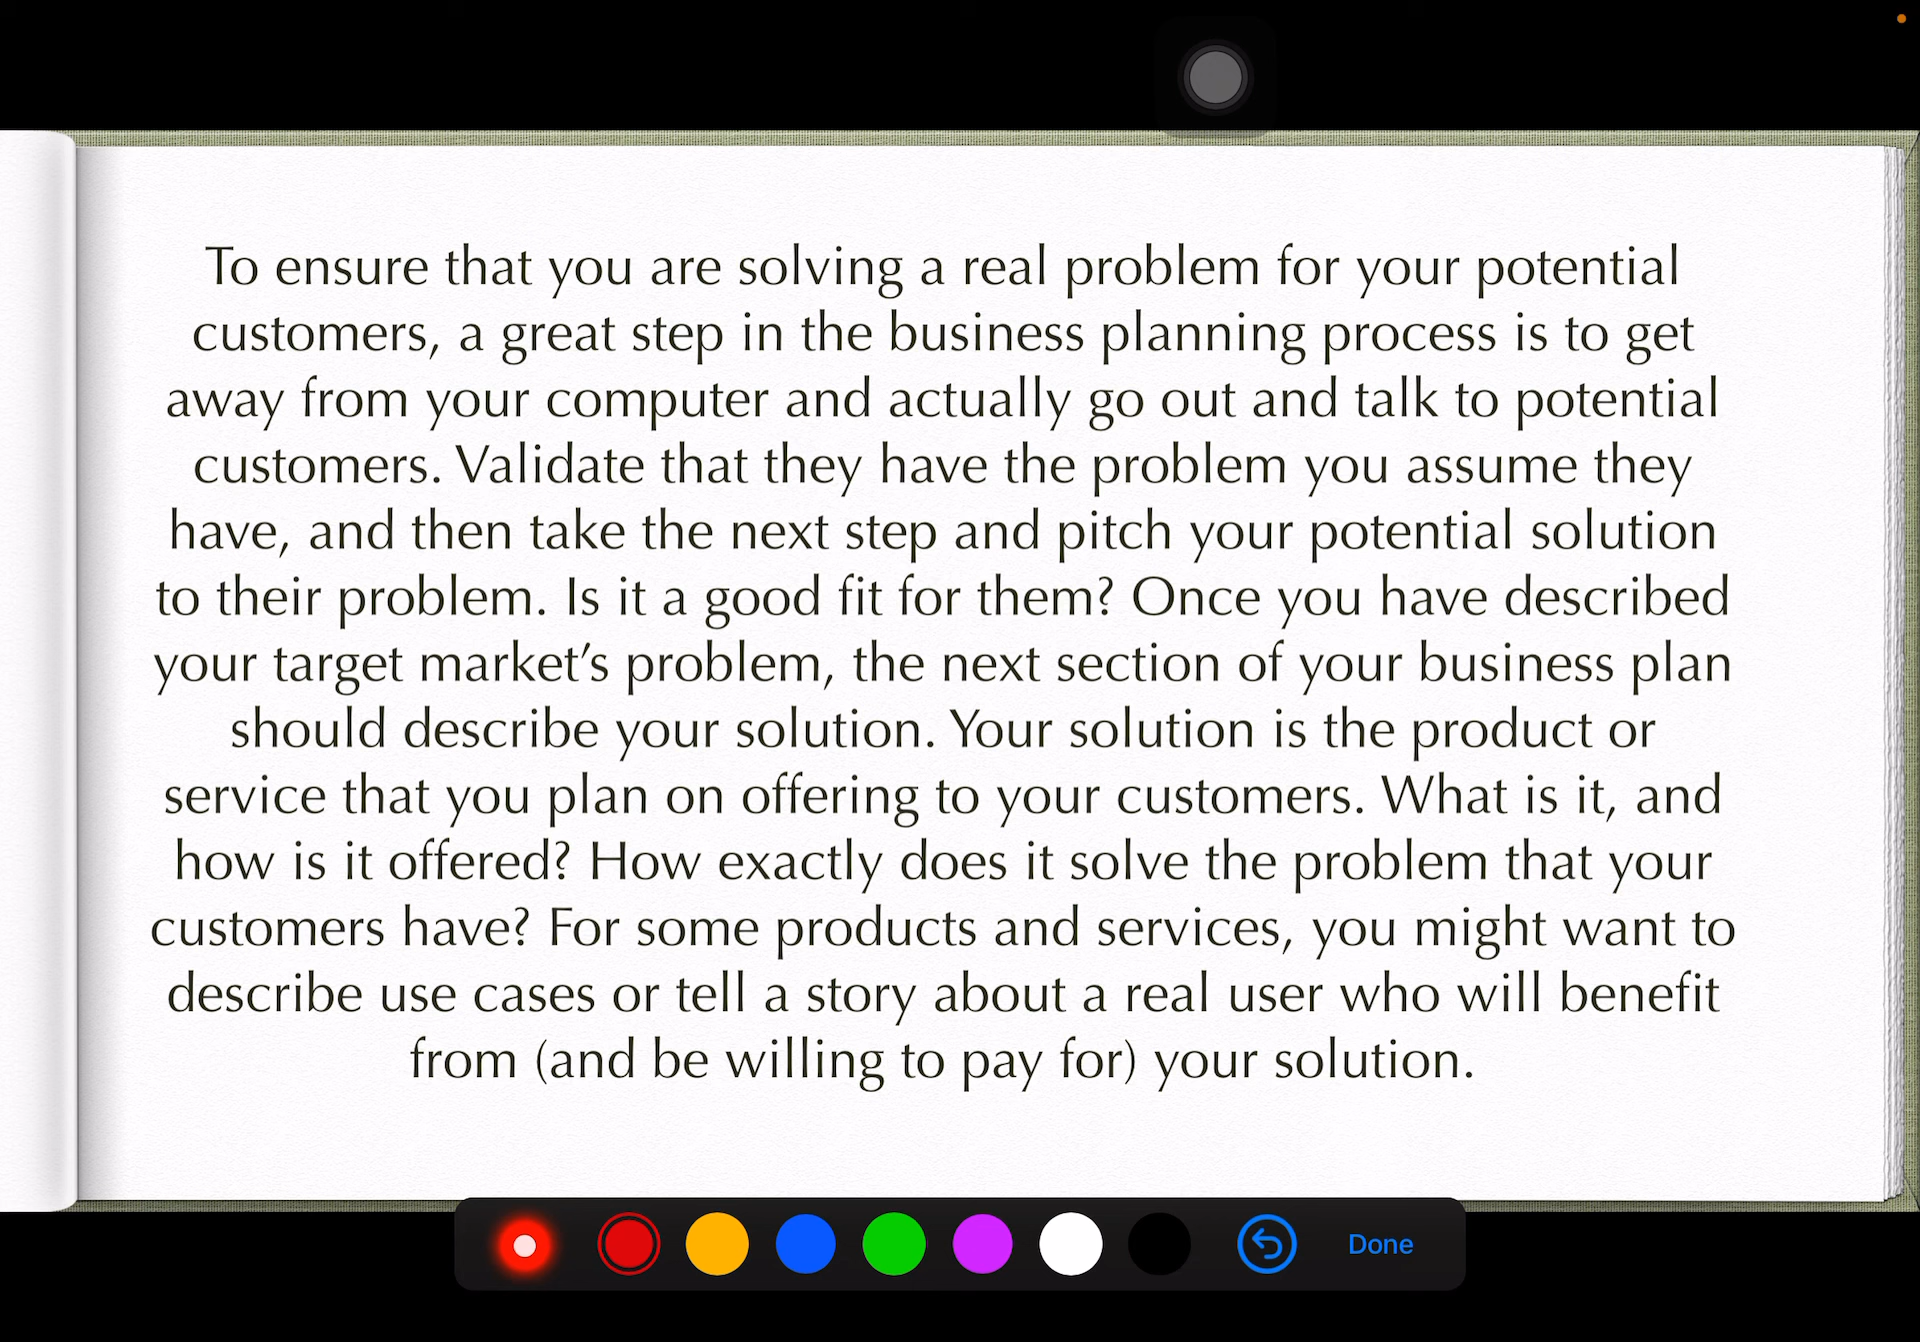 To ensure that you are solving a real problem for your potential
customers, a great step in the business planning process is to get
away from your computer and actually go out and talk to potential
customers. Validate that they have the problem you assume they
have, and then take the next step and pitch your potential solution
to their problem. Is it a good fit for them? Once you have described
your target market’s problem, the next section of your business plan
should describe your solution. Your solution is the product or
service that you plan on offering to your customers. What is it, and
how is it offered? How exactly does it solve the problem that your
customers have? For some products and services, you might want to
describe use cases or tell a story about a real user who will benefit
from (and be willing to pay for) your solution.
Done